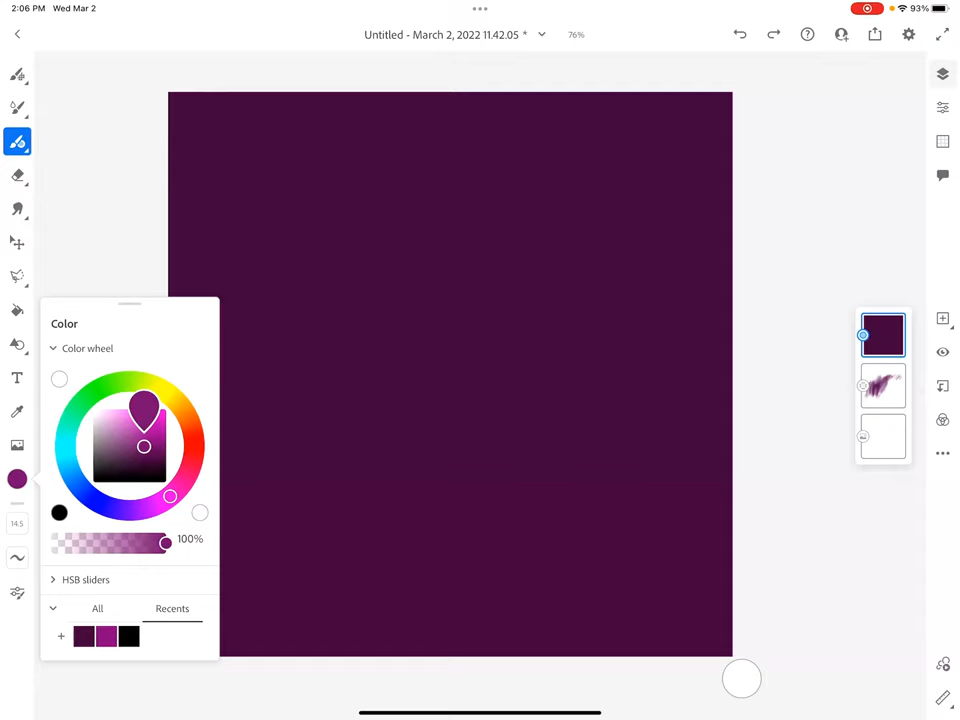 2:06 PM Wed Mar 2
93%
Untitled - March 2, 2022 11.42.05 *
76%
Color
Color wheel
100%
HSB sliders
All
Recents
T
14.5